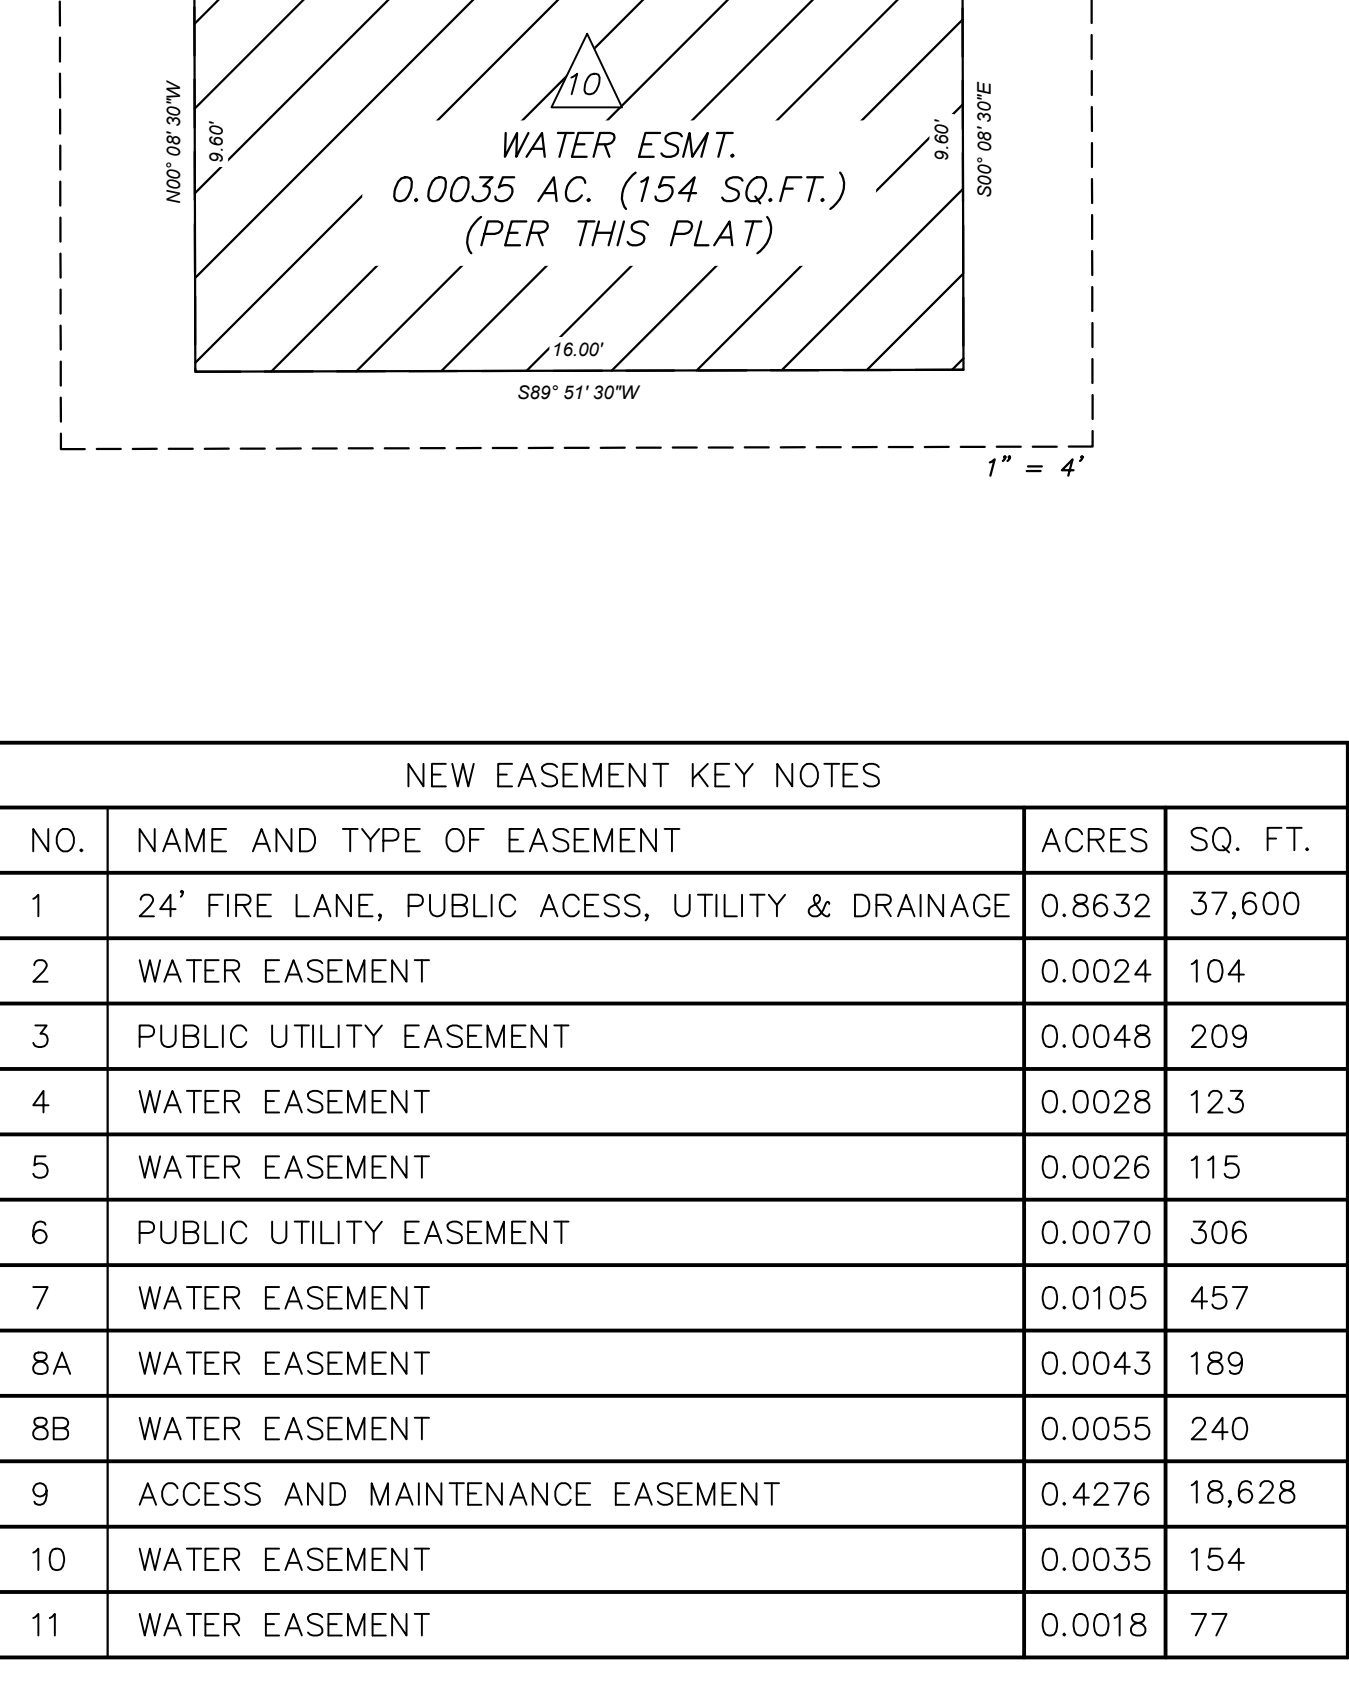 10
WATER ESMT.
0.0035 AC. (154 SQ.FT.)
(PER THIS PLAT)
N00° 08' 30"W
9.60'
9.60'
S00° 08' 30"E
16.00'
S89° 51' 30"W
1" = 4'
NEW EASEMENT KEY NOTES
NO. NAME AND TYPE OF EASEMENT ACRES SQ. FT.
1 24' FIRE LANE, PUBLIC ACESS, UTILITY & DRAINAGE 0.8632 37,600
2 WATER EASEMENT 0.0024 104
3 PUBLIC UTILITY EASEMENT 0.0048 209
4 WATER EASEMENT 0.0028 123
5 WATER EASEMENT 0.0026 115
6 PUBLIC UTILITY EASEMENT 0.0070 306
7 WATER EASEMENT 0.0105 457
8A WATER EASEMENT 0.0043 189
8B WATER EASEMENT 0.0055 240
9 ACCESS AND MAINTENANCE EASEMENT 0.4276 18,628
10 WATER EASEMENT 0.0035 154
11 WATER EASEMENT 0.0018 77